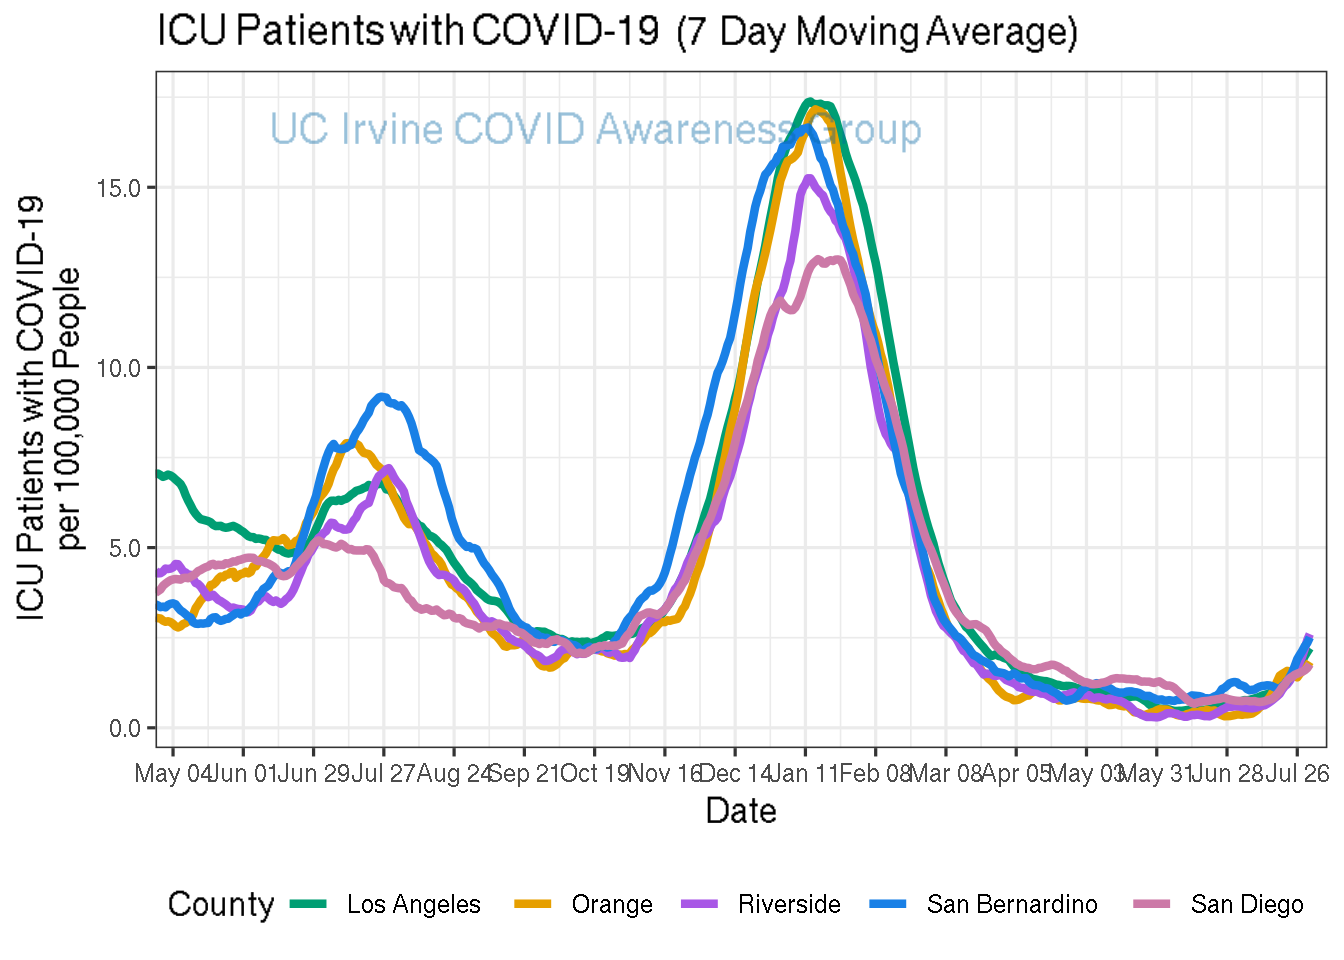 ICU Patients with COVID-19 (7 Day Moving Average)
UC Irvine COVID Awareness Group
ICU Patients with COVID-19
per 100,000 People
15.0
10.0
5.0
0.0
May 04 Jun 01 Jun 29 Jul 27 Aug 24 Sep 21 Oct 19 Nov 16 Dec 14 Jan 11 Feb 08 Mar 08 Apr 05 May 03 May 31 Jun 28 Jul 26
Date
County Los Angeles Orange Riverside San Bernardino San Diego